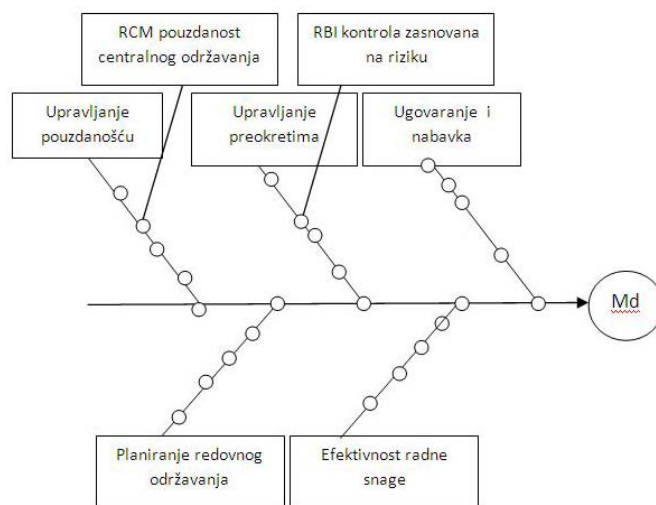 RCM pouzdanost
centralnog održavanja
RBI kontrola zasnovana
na riziku
Upravljanje
pouzdanošću
Upravljanje
preokretima
Ugovaranje i
nabavka
Md
Planiranje redovnog
održavanja
Efektivnost radne
snage